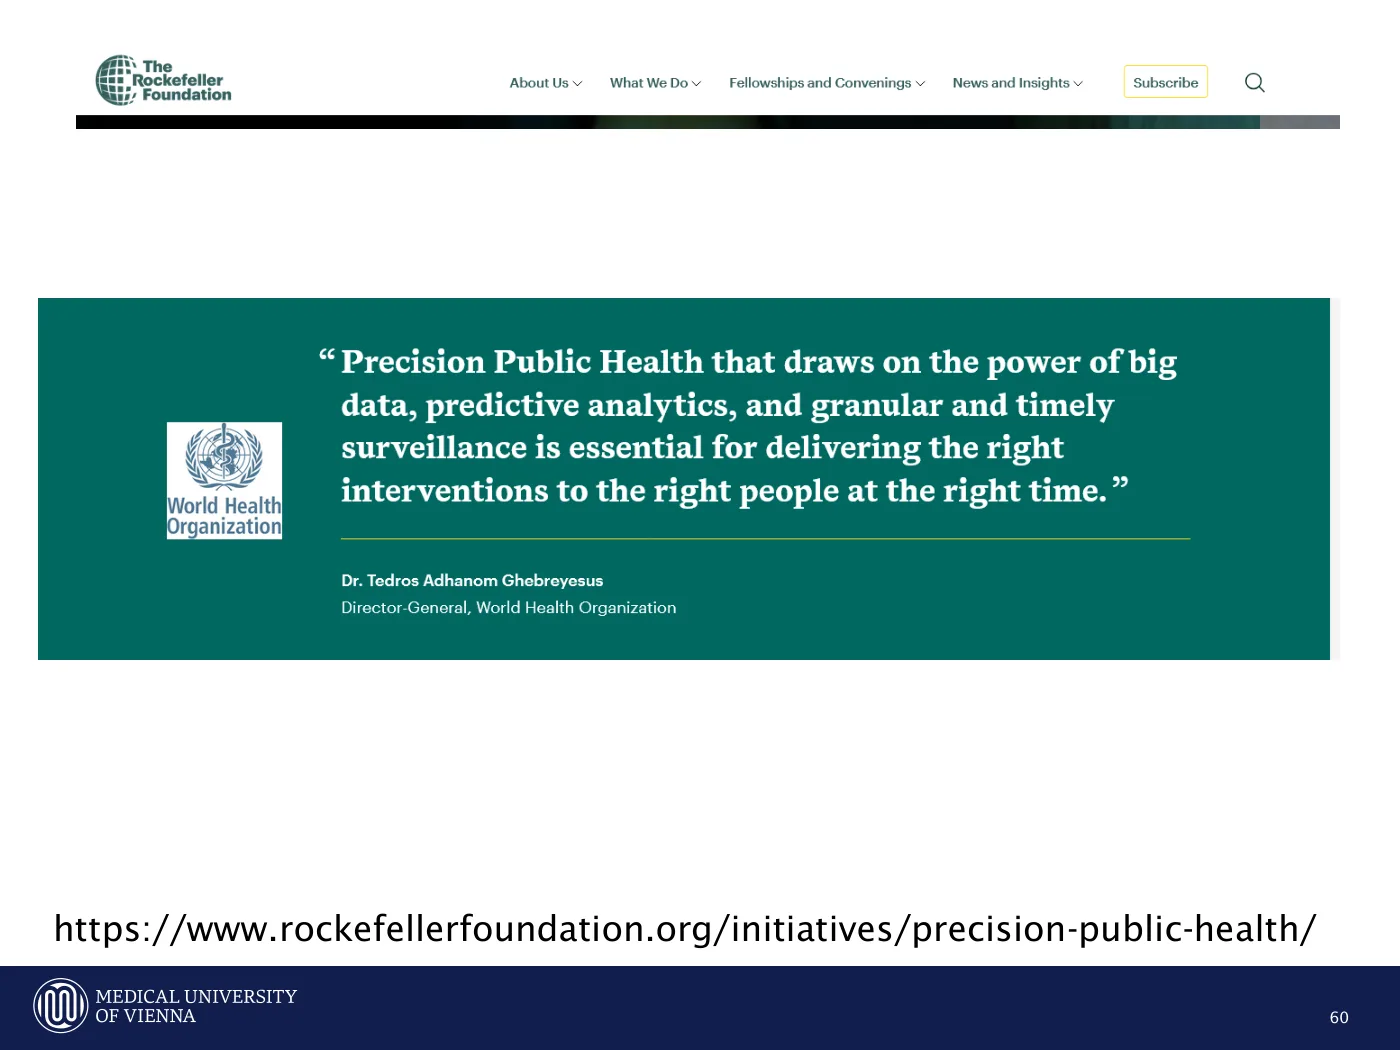 The
Rockefeller
Foundation
About Us What We Do Fellowships and Convenings News and Insights Subscribe
“Precision Public Health that draws on the power of big
data, predictive analytics, and granular and timely
surveillance is essential for delivering the right
interventions to the right people at the right time.”
World Health
Organization
Dr. Tedros Adhanom Ghebreyesus
Director-General, World Health Organization
https://www.rockefellerfoundation.org/initiatives/precision-public-health/
MEDICAL UNIVERSITY
OF VIENNA
60